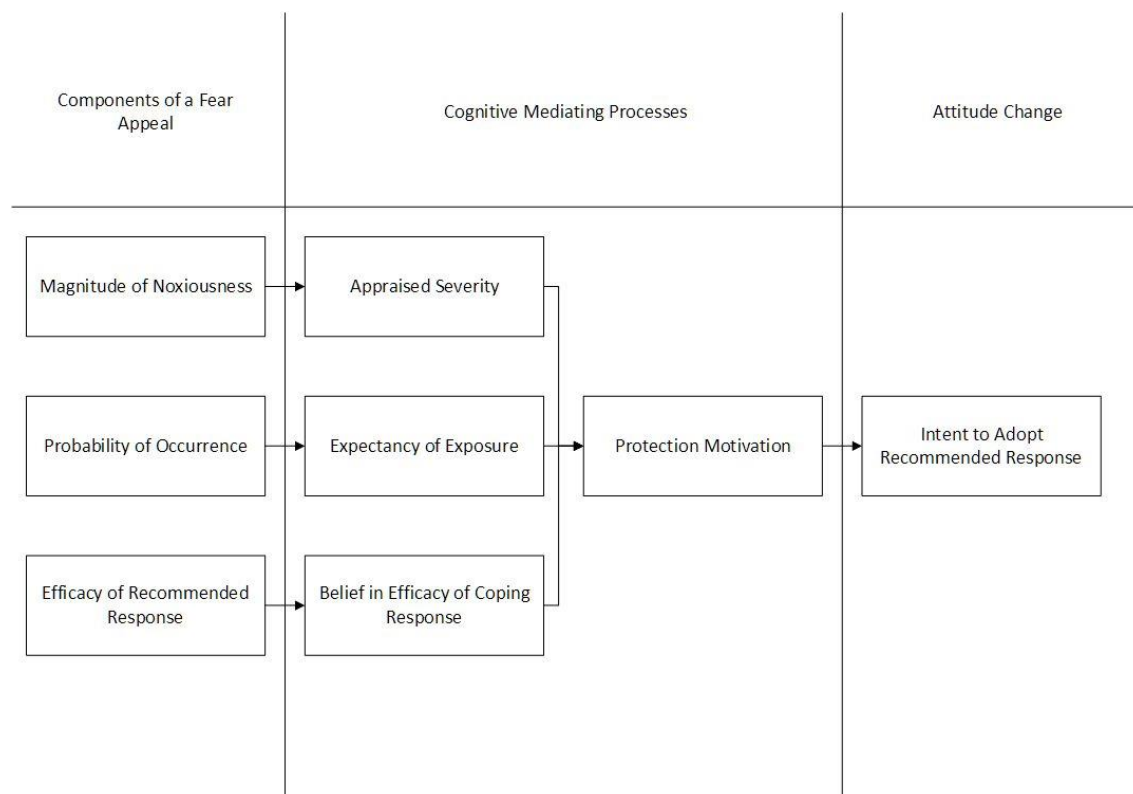 Components of a Fear
Appeal
Cognitive Mediating Processes
Attitude Change
Magnitude of Noxiousness
Appraised Severity
Probability of Occurrence
Expectancy of Exposure
Protection Motivation
Intent to Adopt
Recommended Response
Efficacy of Recommended
Response
Belief in Efficacy of Coping
Response